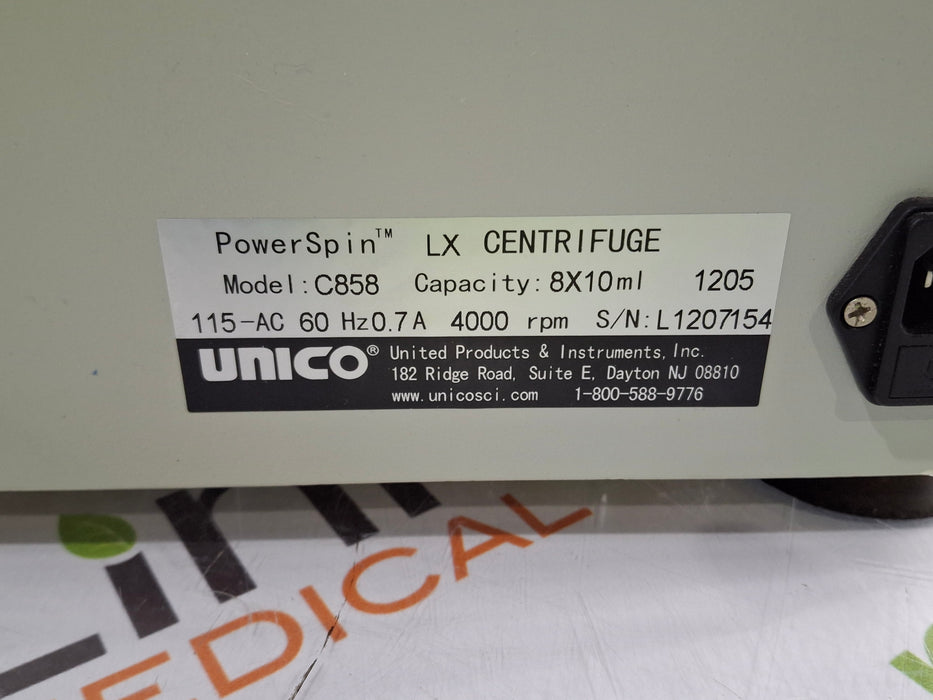 PowerSpin™ LX CENTRIFUGE
Model:C858 Capacity:8X10ml 1205
115-AC 60 Hz0.7A 4000 rpm S/N:L1207154
UNICO® United Products & Instruments, Inc.
182 Ridge Road, Suite E, Dayton NJ 08810
www.unicosci.com 1-800-588-9776
EDICAL